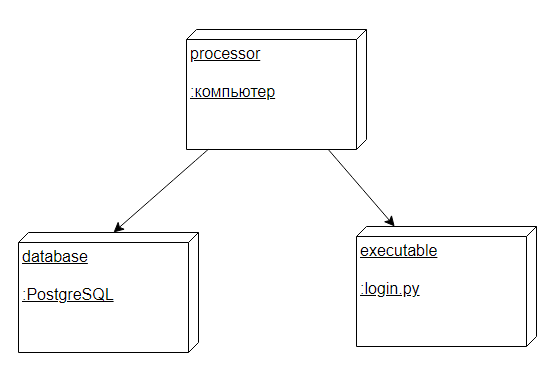 processor
:компьютер
database
:PostgreSQL
executable
:login.py